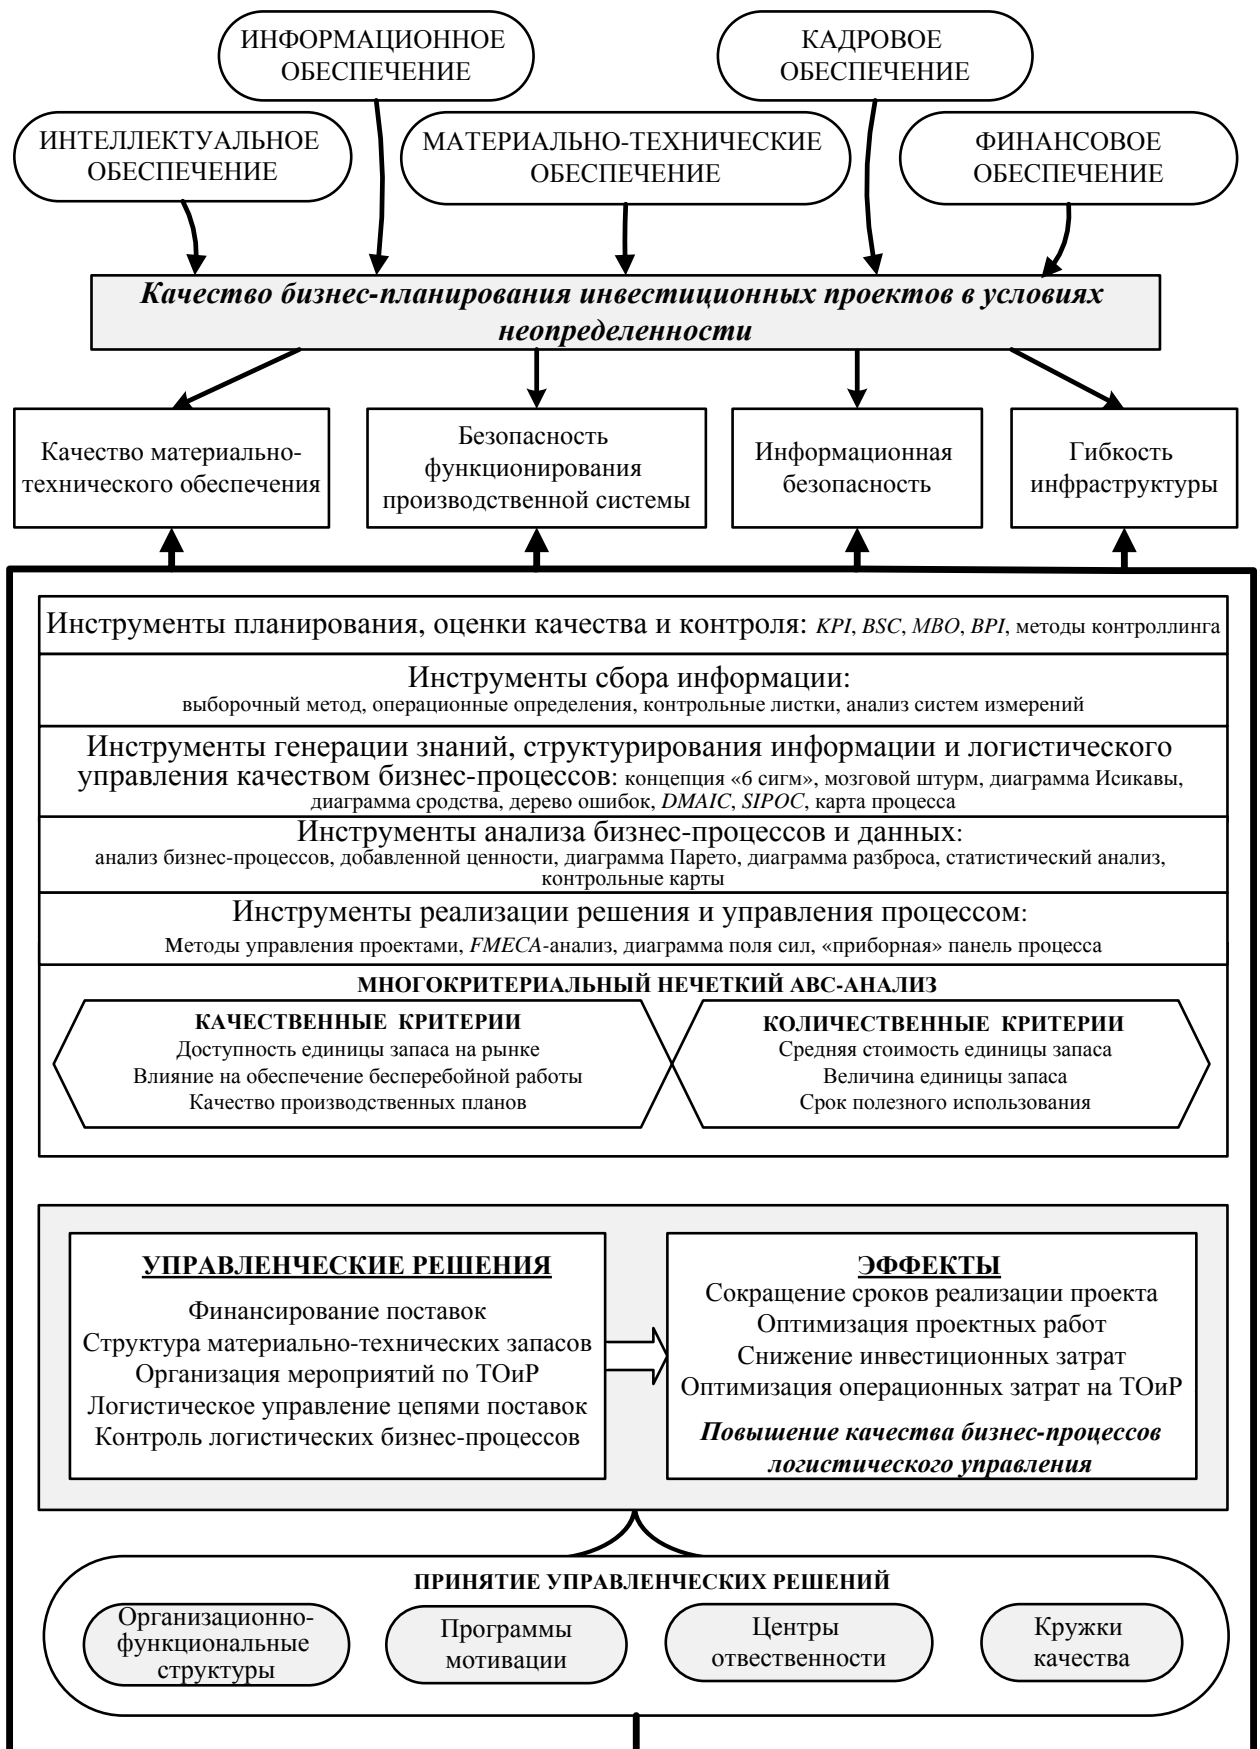 ИНФОРМАЦИОННОЕ
ОБЕСПЕЧЕНИЕ
КАДРОВОЕ
ОБЕСПЕЧЕНИЕ
ИНТЕЛЛЕКТУАЛЬНОЕ
ОБЕСПЕЧЕНИЕ
МАТЕРИАЛЬНО-ТЕХНИЧЕСКИЕ
ОБЕСПЕЧЕНИЕ
ФИНАНСОВОЕ
ОБЕСПЕЧЕНИЕ
Качество бизнес-планирования инвестиционных проектов в условиях
неопределенности
Качество материально-
технического обеспечения
Безопасность
функционирования
производственной системы
Информационная
безопасность
Гибкость
инфраструктуры
Инструменты планирования, оценки качества и контроля: KPI, BSC, MBO, BPI, методы контроллинга
Инструменты сбора информации:
выборочный метод, операционные определения, контрольные листки, анализ систем измерений
Инструменты генерации знаний, структурирования информации и логистического
управления качеством бизнес-процессов: концепция «6 сигм», мозговой штурм, диаграмма Исикавы,
диаграмма сродства, дерево ошибок, DMAIC, SIPOC, карта процесса
Инструменты анализа бизнес-процессов и данных:
анализ бизнес-процессов, добавленной ценности, диаграмма Парето, диаграмма разброса, статистический анализ,
контрольные карты
Инструменты реализации решения и управления процессом:
Методы управления проектами, FMECA-анализ, диаграмма поля сил, «приборная» панель процесса
МНОГОКРИТЕРИАЛЬНЫЙ НЕЧЕТКИЙ АВС-АНАЛИЗ
КАЧЕСТВЕННЫЕ КРИТЕРИИ
Доступность единицы запаса на рынке
Влияние на обеспечение бесперебойной работы
Качество производственных планов
КОЛИЧЕСТВЕННЫЕ КРИТЕРИИ
Средняя стоимость единицы запаса
Величина единицы запаса
Срок полезного использования
УПРАВЛЕНЧЕСКИЕ РЕШЕНИЯ
Финансирование поставок
Структура материально-технических запасов
Организация мероприятий по ТОиР
Логистическое управление цепями поставок
Контроль логистических бизнес-процессов
ЭФФЕКТЫ
Сокращение сроков реализации проекта
Оптимизация проектных работ
Снижение инвестиционных затрат
Оптимизация операционных затрат на ТОиР
Повышение качества бизнес-процессов
логистического управления
ПРИНЯТИЕ УПРАВЛЕНЧЕСКИХ РЕШЕНИЙ
Организационно-
функциональные
структуры
Программы
мотивации
Центры
отвественности
Кружки
качества